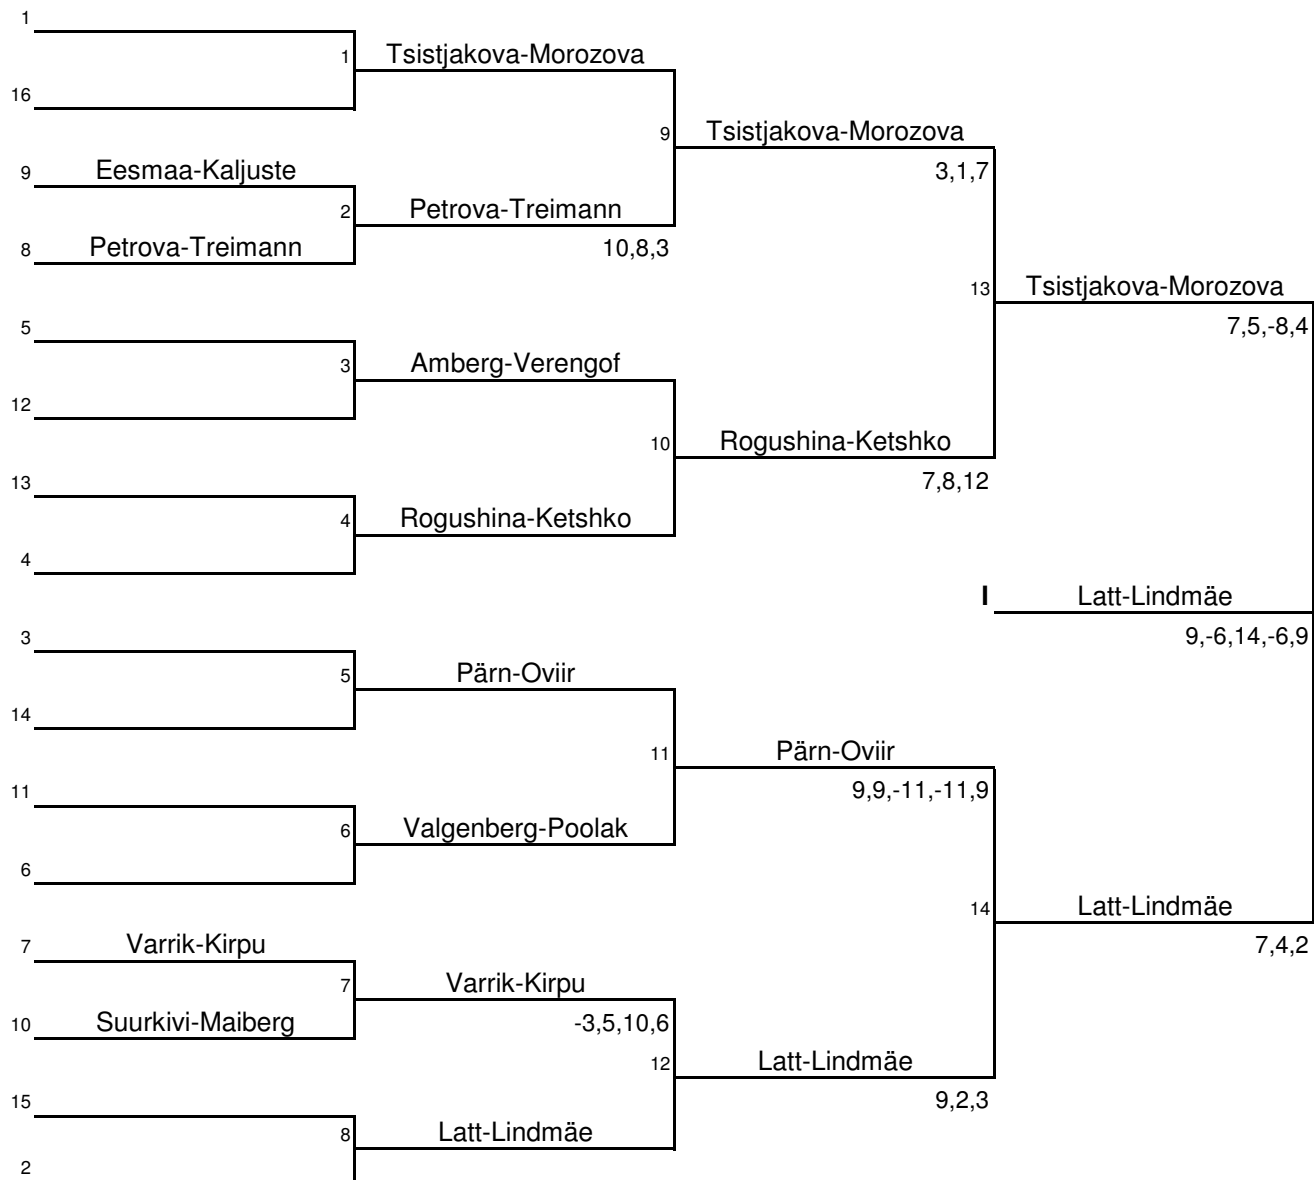 1
1 Tsistjakova-Morozova
16
9 Tsistjakova-Morozova
9 Eesmaa-Kaljuste
3,1,7
2 Petrova-Treimann
8 Petrova-Treimann
10,8,3
13 Tsistjakova-Morozova
5
7,5,-8,4
3 Amberg-Verengof
12
10 Rogushina-Ketshko
13
7,8,12
4 Rogushina-Ketshko
4
I Latt-Lindmäe
3
9,-6,14,-6,9
5 Pärn-Oviir
14
11 Pärn-Oviir
11
9,9,-11,-11,9
6 Valgenberg-Poolak
6
14 Latt-Lindmäe
7 Varrik-Kirpu
7,4,2
7 Varrik-Kirpu
10 Suurkivi-Maiberg
-3,5,10,6
12 Latt-Lindmäe
15
9,2,3
8 Latt-Lindmäe
2